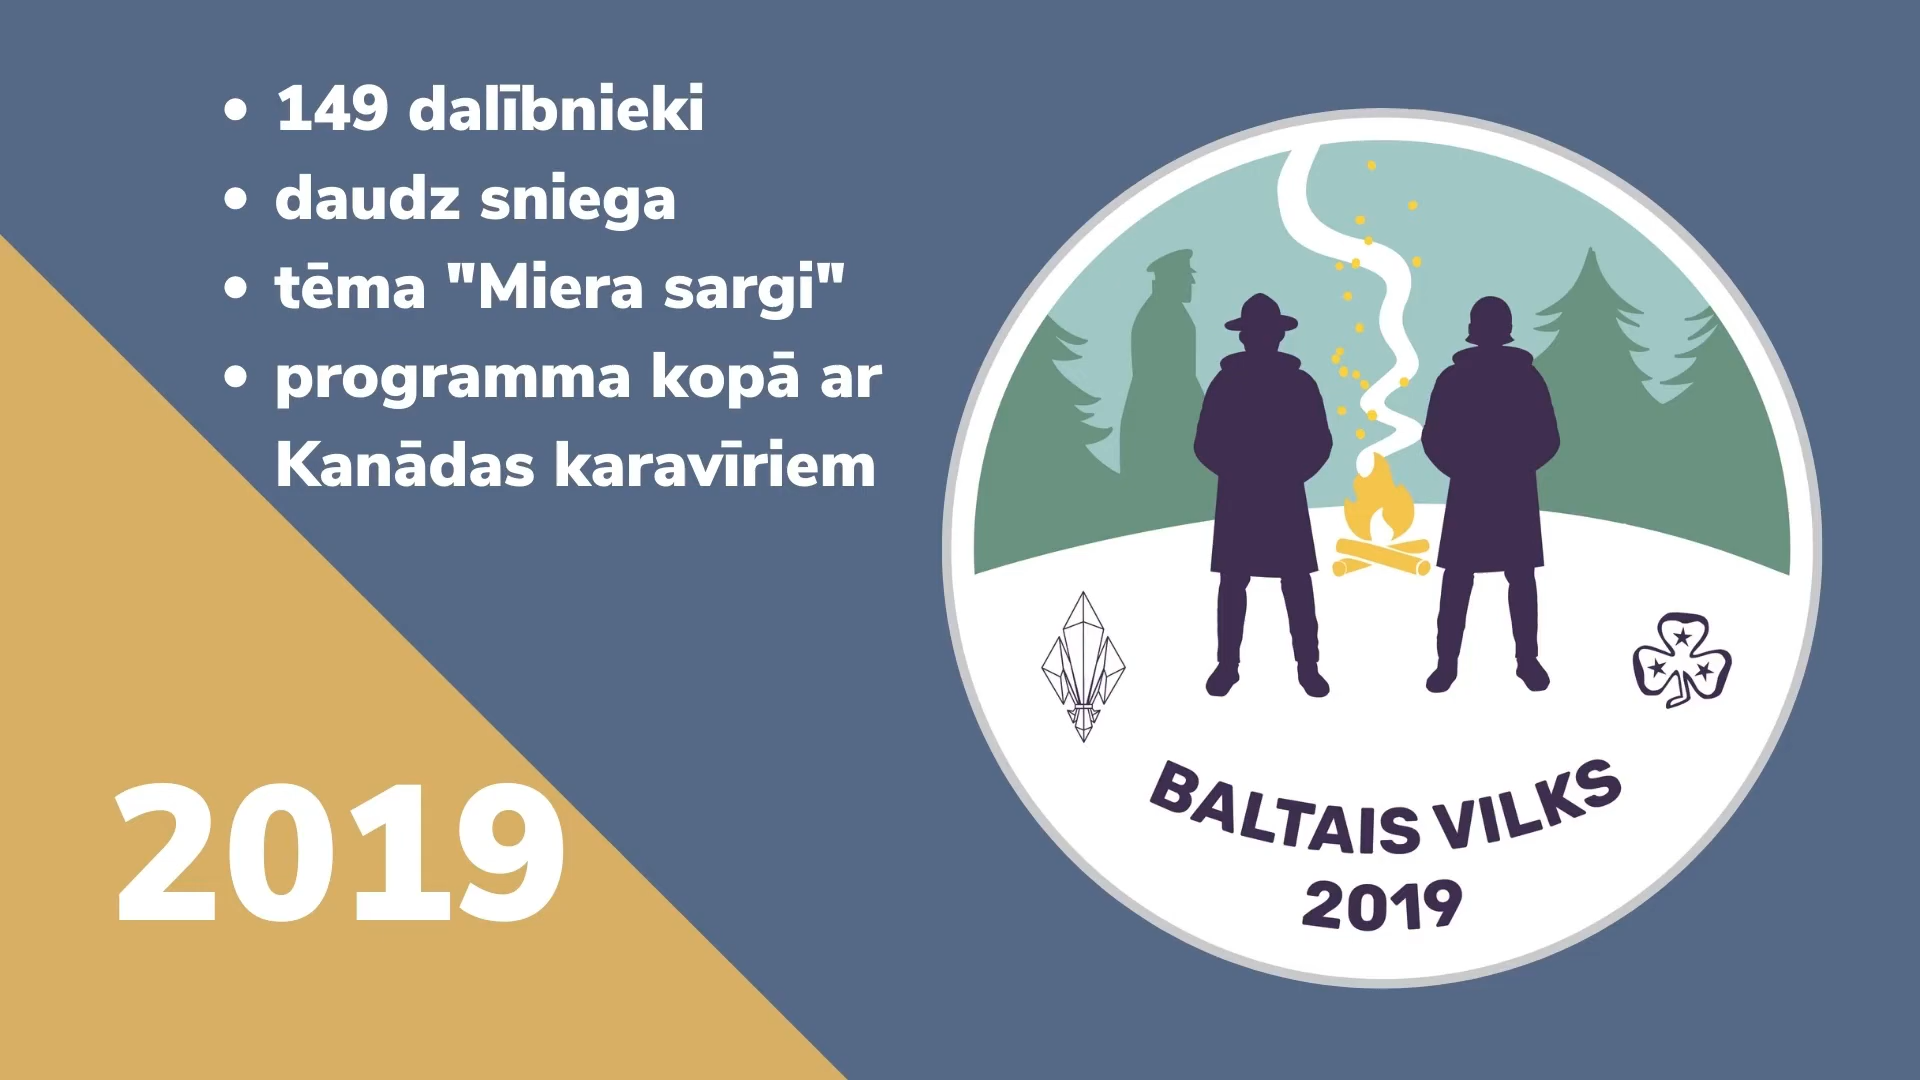 • 149 dalībnieki
• daudz sniega
• tēma "Miera sargi"
• programma kopā ar
Kanādas karavīriem
2019
BALTAIS VILKS
2019